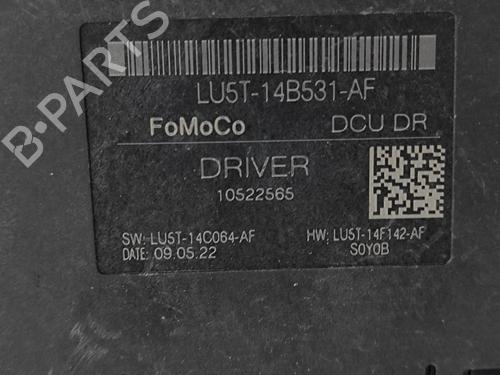 B-PARTS
LU5T-14B531-AF
FoMoCo DCU DR
DRIVER
10522565
SW: LU5T-14C064-AF HW: LU5T-14F142-AF
DATE: 09.05.22 S0Y0B